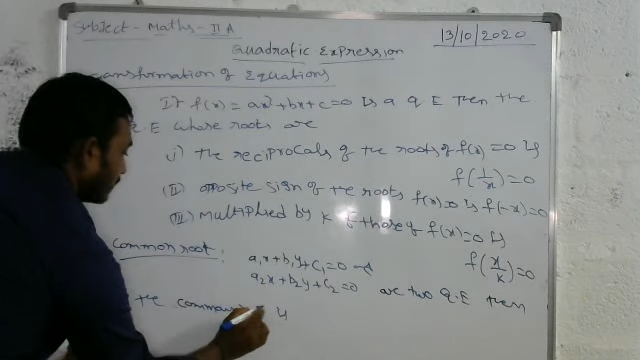 Subject - Maths - II A
13/10/2020
Quadratic Expression
Transformation of Equations
If f(x) = ax²+bx+c=0 is a Q.E Then the
Q.E whose roots are
(i) The reciprocals of the roots of f(x)=0 is
f(1/x)=0
(II) opposite sign of the roots f(x)=0 is f(-x)=0
(III) Multiplied by K of those of f(x)=0 is
f(x/k)=0
Common root:
a₁x+b₁y+c₁=0 and
a₂x+b₂y+c₂=0 are two Q.E then
the common